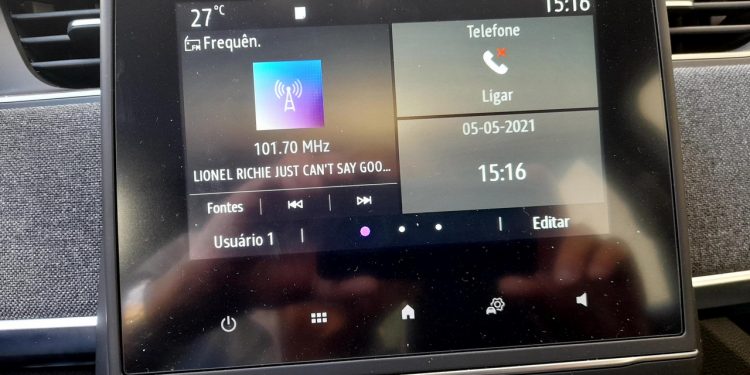 27°C
15:16
FM Frequên.
101.70 MHz
LIONEL RICHIE JUST CAN'T SAY GOO...
Fontes
Telefone
Ligar
05-05-2021
15:16
Usuário 1
Editar